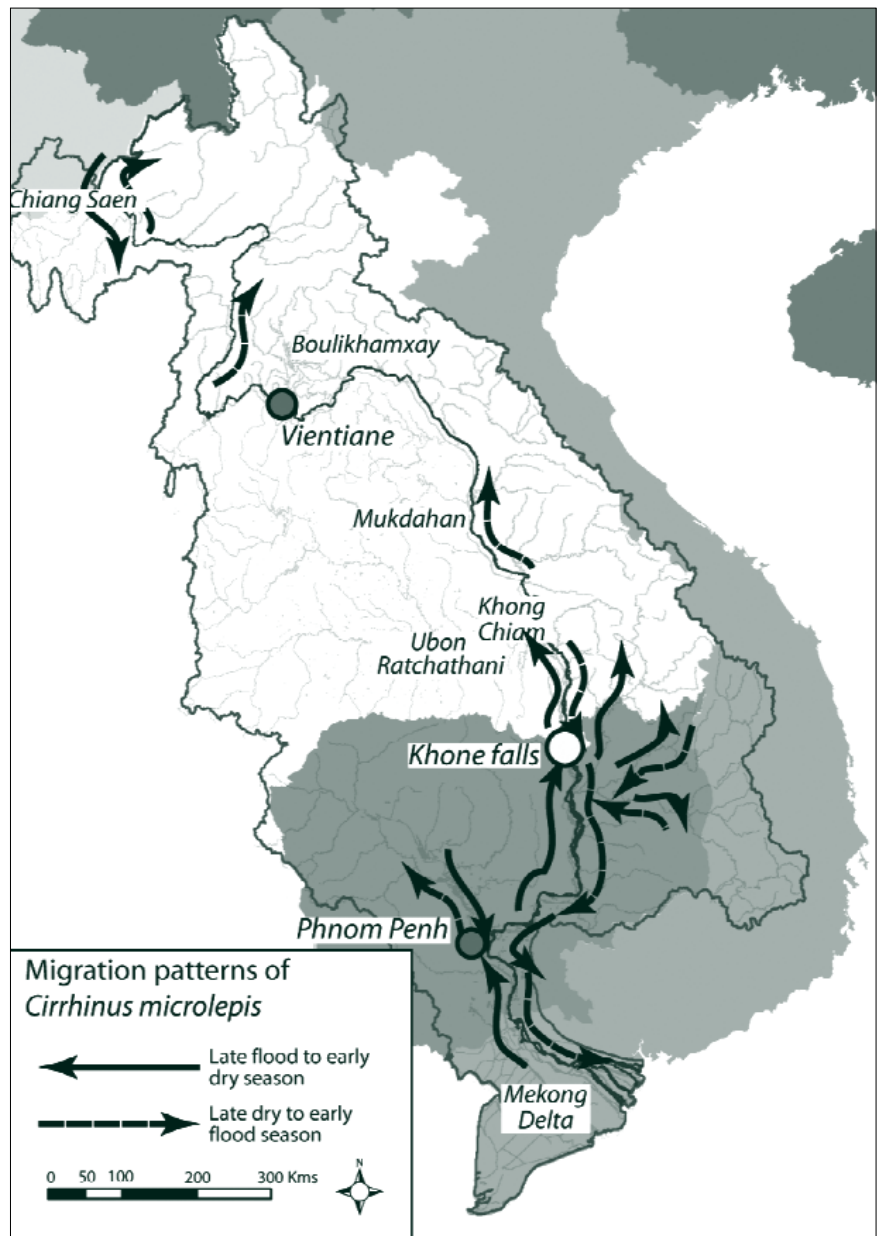 Chiang Saen
Boulikhamxay
Vientiane
Mukdahan
Khong
Chiam
Ubon
Ratchathani
Khone falls
Phnom Penh
Mekong
Delta
Migration patterns of
Cirrhinus microlepis
Late flood to early
dry season
Late dry to early
flood season
0 50 100 200 300 Kms
N